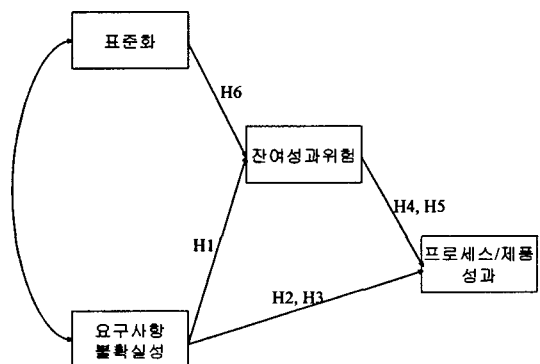 표준화
H6
잔여성과위험
H4, H5
H1
프로세스/제품
성과
H2, H3
요구사항
불확실성